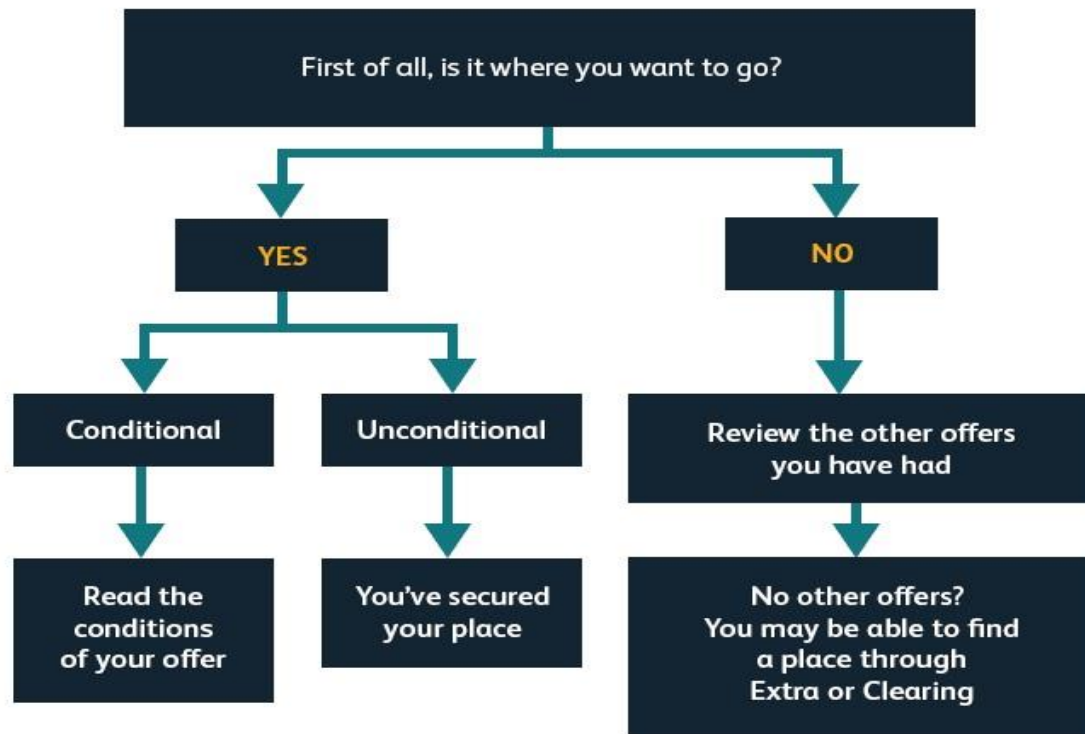 First of all, is it where you want to go?
YES
NO
Conditional
Unconditional
Review the other offers
you have had
Read the
conditions
of your offer
You've secured
your place
No other offers?
You may be able to find
a place through
Extra or Clearing